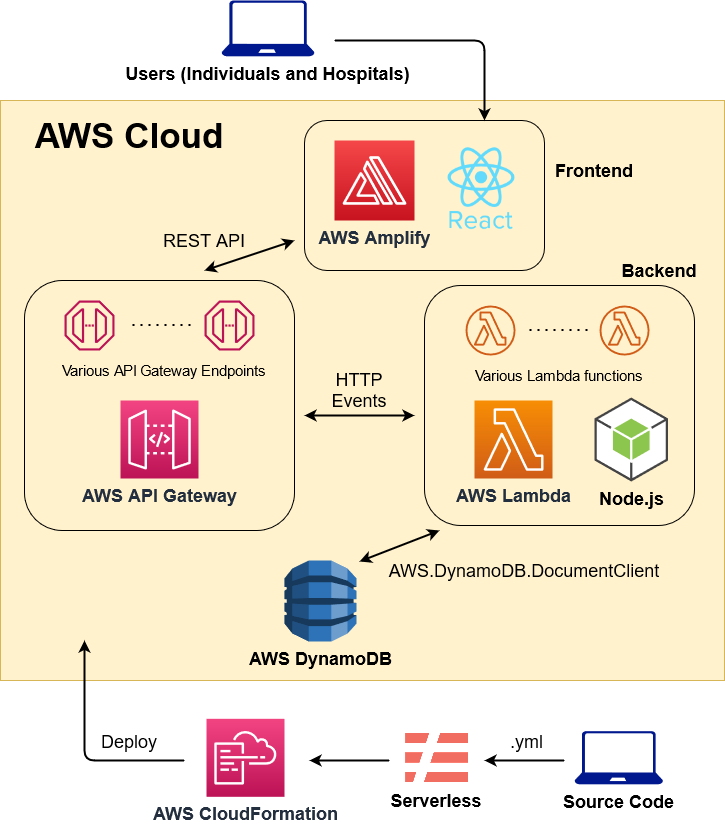 Users (Individuals and Hospitals)
AWS Cloud
AWS Amplify
React
Frontend
REST API
Backend
Various API Gateway Endpoints
AWS API Gateway
HTTP
Events
Various Lambda functions
AWS Lambda
Node.js
AWS.DynamoDB.DocumentClient
AWS DynamoDB
Deploy
.yml
AWS CloudFormation
Serverless
Source Code